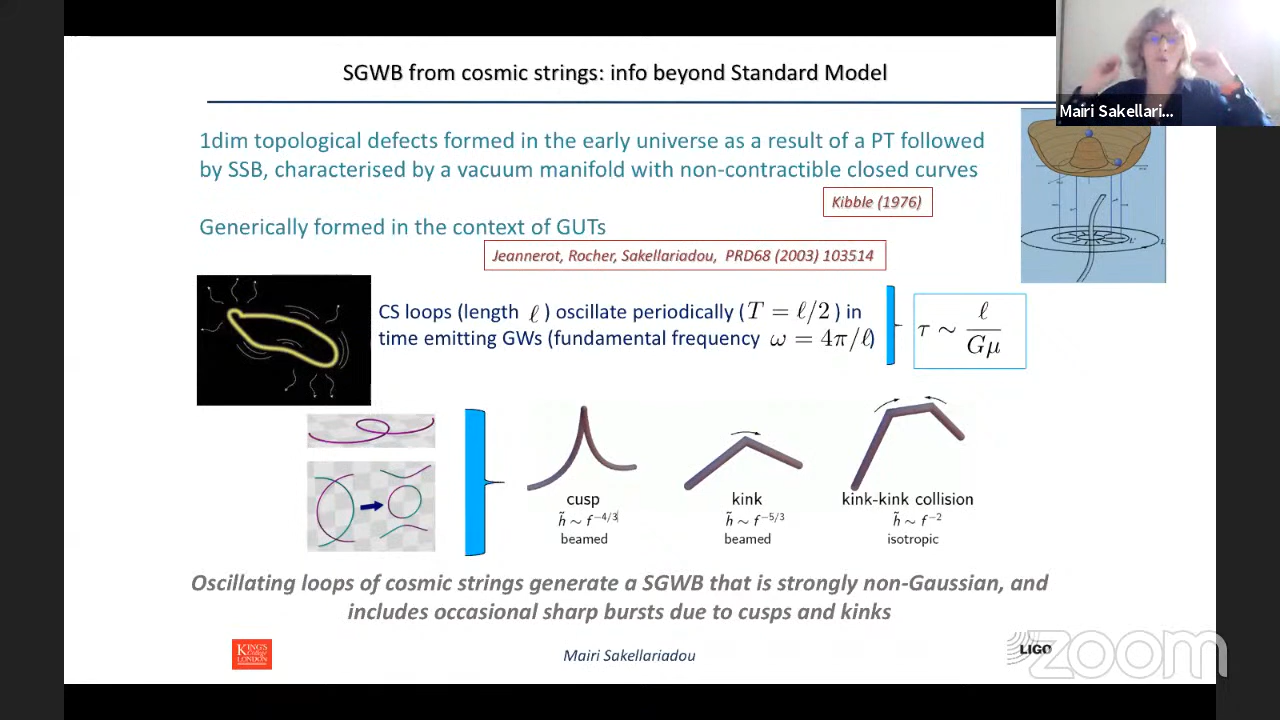 SGWB from cosmic strings: info beyond Standard Model
Mairi Sakellari...
1dim topological defects formed in the early universe as a result of a PT followed
by SSB, characterised by a vacuum manifold with non-contractible closed curves
Kibble (1976)
Generically formed in the context of GUTs
Jeannerot, Rocher, Sakellariadou, PRD68 (2003) 103514
CS loops (length ℓ ) oscillate periodically ( T = ℓ/2 ) in
time emitting GWs (fundamental frequency ω = 4π/ℓ)
τ ~ ℓ/Gμ
cusp
h̃ ~ f^{-4/3}
beamed
kink
h̃ ~ f^{-5/3}
beamed
kink-kink collision
h̃ ~ f^{-2}
isotropic
Oscillating loops of cosmic strings generate a SGWB that is strongly non-Gaussian, and
includes occasional sharp bursts due to cusps and kinks
KING'S
College
LONDON
Mairi Sakellariadou
LIGO
zoom